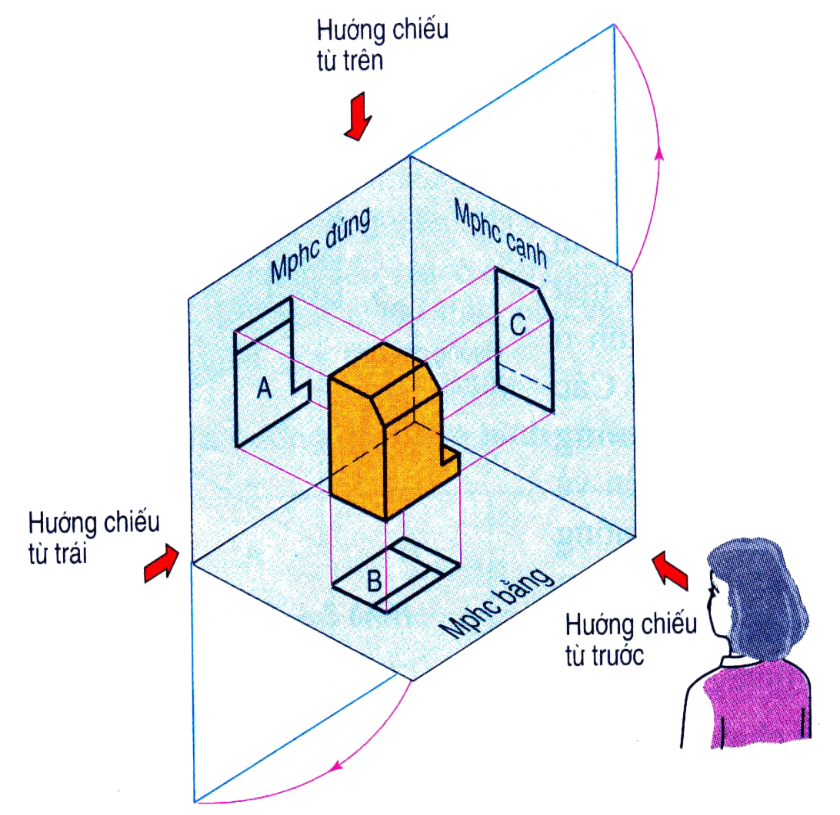 Hướng chiếu
từ trên
Mphc đứng
Mphc cạnh
A
C
B
Mphc bằng
Hướng chiếu
từ trái
Hướng chiếu
từ trước